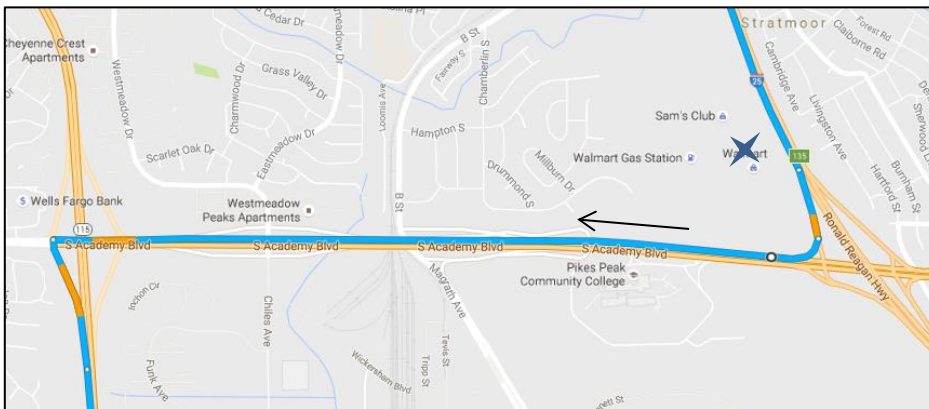 Cedar Dr
Cheyenne Crest
Apartments
Westmeadow Dr
Grass Valley Dr
Charmwood Dr
Eastmeadow Dr
Scarlet Oak Dr
Wells Fargo Bank
Westmeadow
Peaks Apartments
115
Loomis Ave
B St
B St
Fairway S
Chamberlin S
Hampton S
Drummond S
Millburn Dr
Walmart Gas Station
Sam's Club
Walmart
Stratmoor
25
135
Cambridge Ave
Forest Rd
Claiborne Rd
Livingston Ave
Hartford St
Burnham St
Sherwood
Ronald Reagan Hwy
S Academy Blvd
S Academy Blvd
S Academy Blvd
S Academy Blvd
Pikes Peak
Community College
Inchon Cir
Funk Ave
Chiles Ave
Wickersham Blvd
Magrath Ave
Tevis St
Tripp St